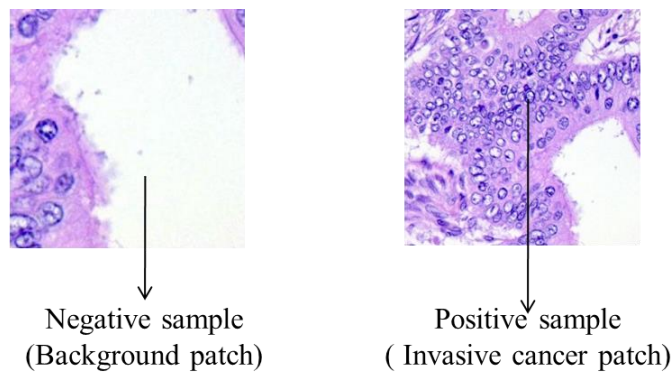 Negative sample
(Background patch)
Positive sample
( Invasive cancer patch)